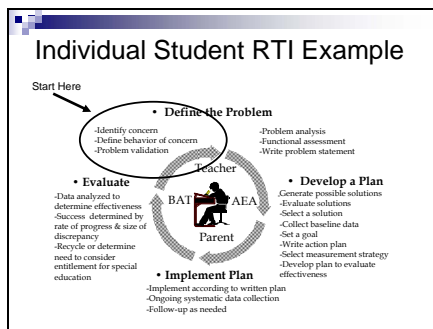 Individual Student RTI Example
Start Here
• Define the Problem
-Identify concern
-Define behavior of concern
-Problem validation
-Problem analysis
-Functional assessment
-Write problem statement
Teacher
BAT
AEA
Parent
• Develop a Plan
-Generate possible solutions
-Evaluate solutions
-Select a solution
-Collect baseline data
-Set a goal
-Write action plan
-Select measurement strategy
-Develop plan to evaluate
effectiveness
• Implement Plan
-Implement according to written plan
-Ongoing systematic data collection
-Follow-up as needed
• Evaluate
-Data analyzed to
determine effectiveness
-Success determined by
rate of progress & size of
discrepancy
-Recycle or determine
need to consider
entitlement for special
education